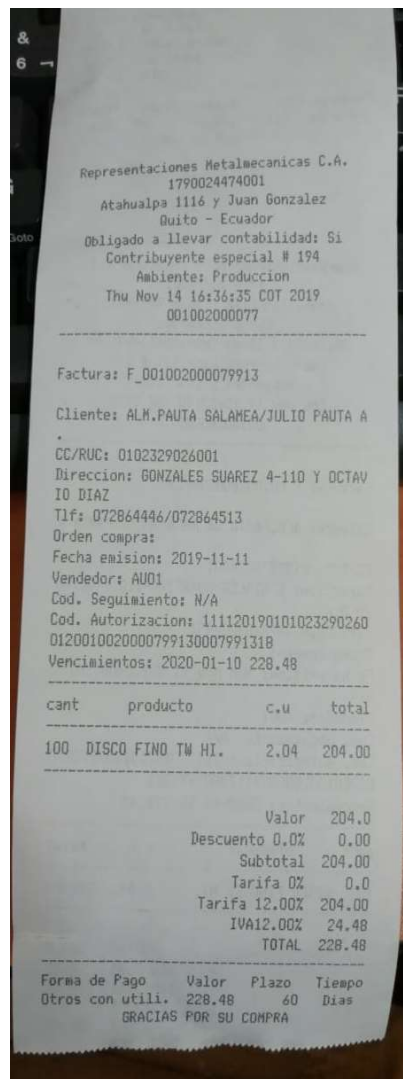 &
6
Goto
Representaciones Metalmecanicas C.A.
1790024474001
Atahualpa 1116 y Juan Gonzalez
Quito - Ecuador
Obligado a llevar contabilidad: Si
Contribuyente especial # 194
Ambiente: Produccion
Thu Nov 14 16:36:35 COT 2019
001002000077
Factura: F_001002000079913
Cliente: ALM.PAUTA SALAMEA/JULIO PAUTA A
.
CC/RUC: 0102329026001
Direccion: GONZALES SUAREZ 4-110 Y OCTAV
IO DIAZ
Tlf: 072864446/072864513
Orden compra:
Fecha emision: 2019-11-11
Vendedor: AU01
Cod. Seguimiento: N/A
Cod. Autorizacion: 111120190101023290260
0120010020000799130007991318
Vencimientos: 2020-01-10 228.48
cant producto c.u total
100 DISCO FINO TW HI. 2.04 204.00
Valor 204.0
Descuento 0.0% 0.00
Subtotal 204.00
Tarifa 0% 0.0
Tarifa 12.00% 204.00
IVA12.00% 24.48
TOTAL 228.48
Forma de Pago Valor Plazo Tiempo
Otros con utili. 228.48 60 Dias
GRACIAS POR SU COMPRA